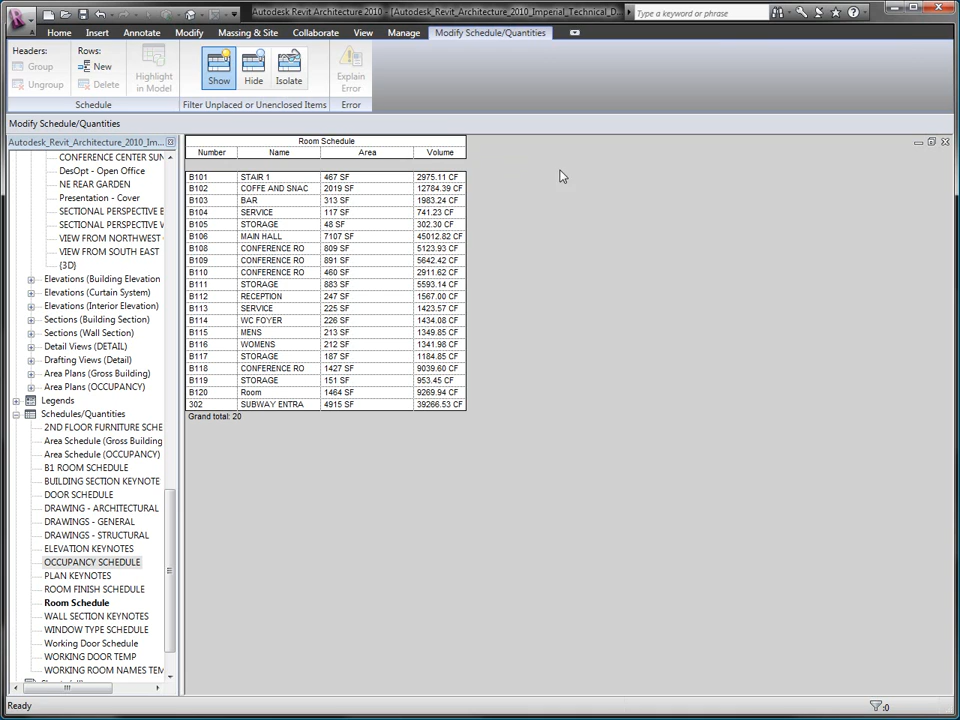 Autodesk Revit Architecture 2010 - [Autodesk_Revit_Architecture_2010_Imperial_Technical_D...
Type a keyword or phrase
Home Insert Annotate Modify Massing & Site Collaborate View Manage Modify Schedule/Quantities
Headers: Rows:
Group New
Ungroup Delete
Highlight in Model
Show Hide Isolate
Explain Error
Schedule Filter Unplaced or Unenclosed Items Error
Modify Schedule/Quantities
Autodesk_Revit_Architecture_2010_Im...
CONFERENCE CENTER SUN
DesOpt - Open Office
NE REAR GARDEN
Presentation - Cover
SECTIONAL PERSPECTIVE E
SECTIONAL PERSPECTIVE W
VIEW FROM NORTHWEST
VIEW FROM SOUTH EAST
{3D}
Elevations (Building Elevation
Elevations (Curtain System)
Elevations (Interior Elevation)
Sections (Building Section)
Sections (Wall Section)
Detail Views (DETAIL)
Drafting Views (Detail)
Area Plans (Gross Building)
Area Plans (OCCUPANCY)
Legends
Schedules/Quantities
2ND FLOOR FURNITURE SCHE
Area Schedule (Gross Building
Area Schedule (OCCUPANCY)
B1 ROOM SCHEDULE
BUILDING SECTION KEYNOTE
DOOR SCHEDULE
DRAWING - ARCHITECTURAL
DRAWINGS - GENERAL
DRAWINGS - STRUCTURAL
ELEVATION KEYNOTES
OCCUPANCY SCHEDULE
PLAN KEYNOTES
ROOM FINISH SCHEDULE
Room Schedule
WALL SECTION KEYNOTES
WINDOW TYPE SCHEDULE
Working Door Schedule
WORKING DOOR TEMP
WORKING ROOM NAMES TEM
Room Schedule
Number Name Area Volume
B101 STAIR 1 467 SF 2975.11 CF
B102 COFFE AND SNAC 2019 SF 12784.39 CF
B103 BAR 313 SF 1983.24 CF
B104 SERVICE 117 SF 741.23 CF
B105 STORAGE 48 SF 302.30 CF
B106 MAIN HALL 7107 SF 45012.82 CF
B108 CONFERENCE RO 809 SF 5123.93 CF
B109 CONFERENCE RO 891 SF 5642.42 CF
B110 CONFERENCE RO 460 SF 2911.62 CF
B111 STORAGE 883 SF 5593.14 CF
B112 RECEPTION 247 SF 1567.00 CF
B113 SERVICE 225 SF 1423.57 CF
B114 WC FOYER 226 SF 1434.08 CF
B115 MENS 213 SF 1349.85 CF
B116 WOMENS 212 SF 1341.98 CF
B117 STORAGE 187 SF 1184.85 CF
B118 CONFERENCE RO 1427 SF 9039.60 CF
B119 STORAGE 151 SF 953.45 CF
B120 Room 1464 SF 9269.94 CF
302 SUBWAY ENTRA 4915 SF 39266.53 CF
Grand total: 20
Ready
:0